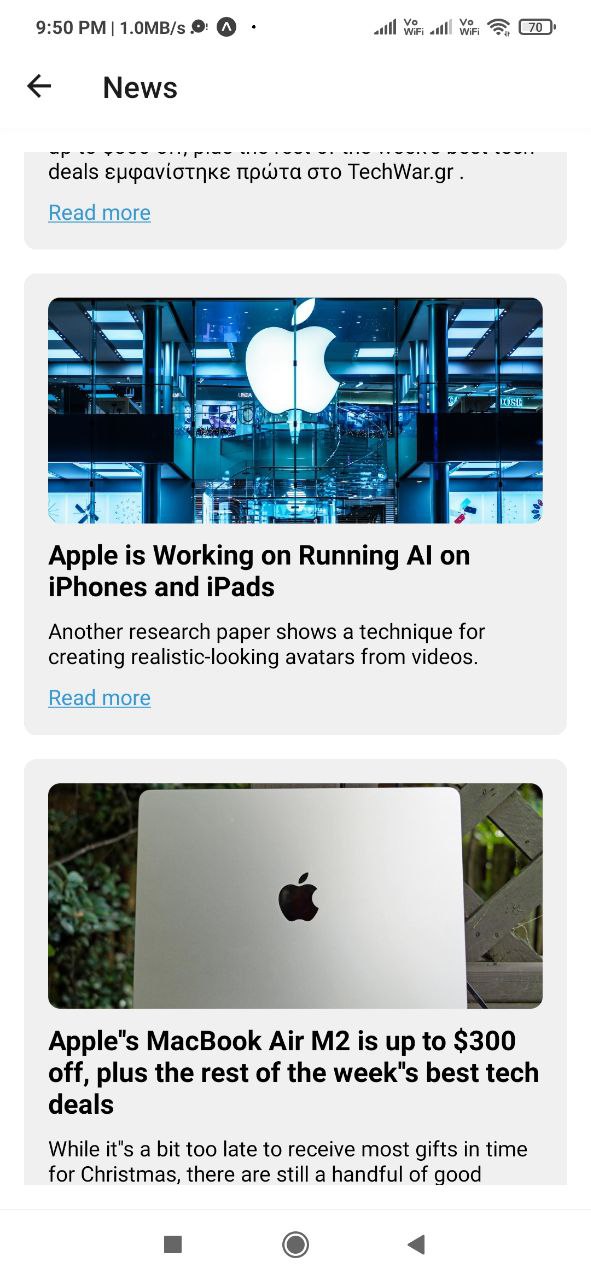 9:50 PM | 1.0MB/s
Vo WiFi
Vo WiFi
70
News
deals εμφανίστηκε πρώτα στο TechWar.gr .
Read more
Apple is Working on Running AI on
iPhones and iPads
Another research paper shows a technique for
creating realistic-looking avatars from videos.
Read more
Apple"s MacBook Air M2 is up to $300
off, plus the rest of the week"s best tech
deals
While it"s a bit too late to receive most gifts in time
for Christmas, there are still a handful of good